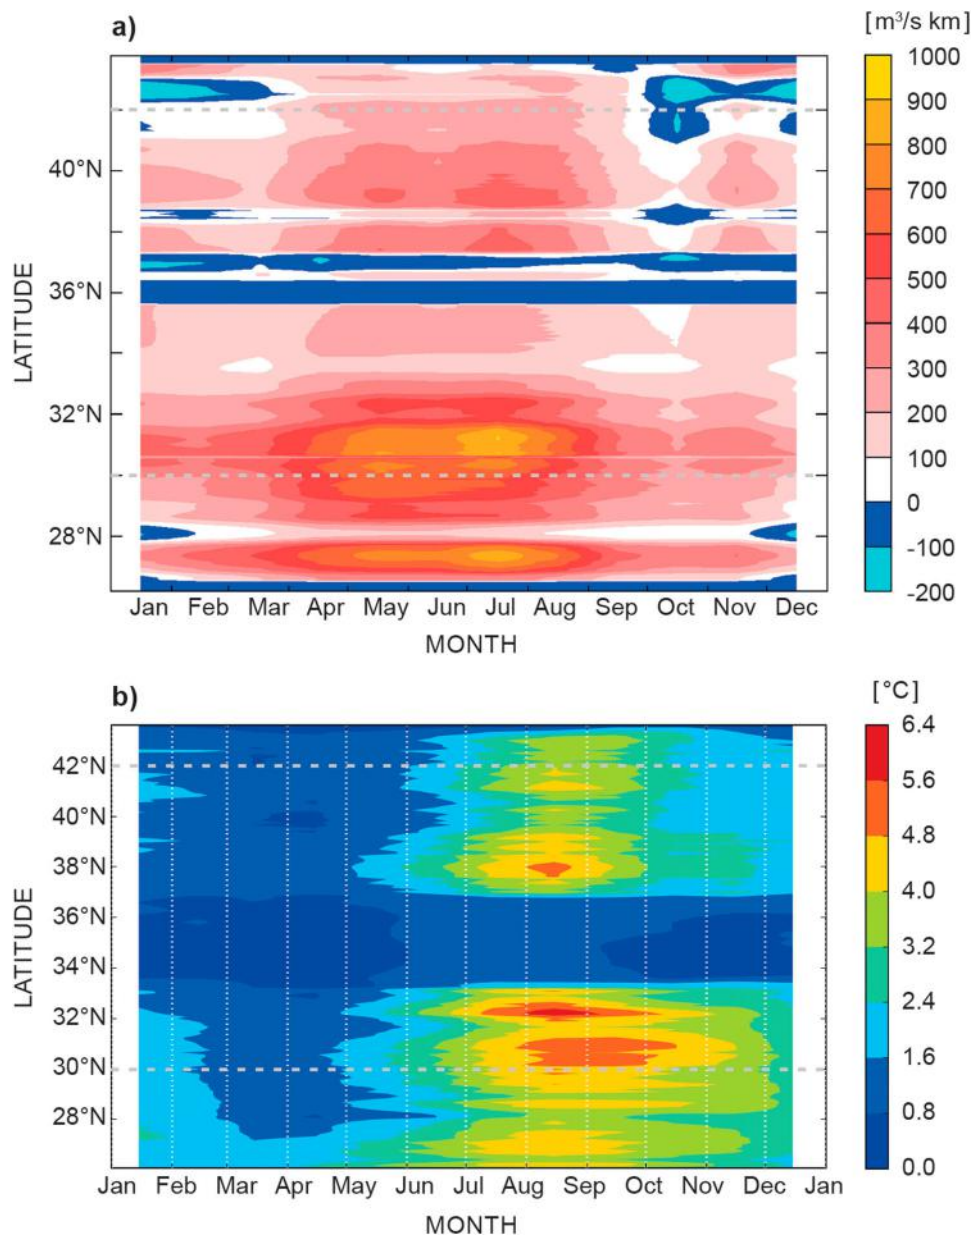 a)
[m³/s km]
1000
900
800
700
600
500
400
300
200
100
0
-100
-200
LATITUDE
40°N
36°N
32°N
28°N
Jan Feb Mar Apr May Jun Jul Aug Sep Oct Nov Dec
MONTH
b)
[°C]
6.4
5.6
4.8
4.0
3.2
2.4
1.6
0.8
0.0
LATITUDE
42°N
40°N
38°N
36°N
34°N
32°N
30°N
28°N
Jan Feb Mar Apr May Jun Jul Aug Sep Oct Nov Dec Jan
MONTH